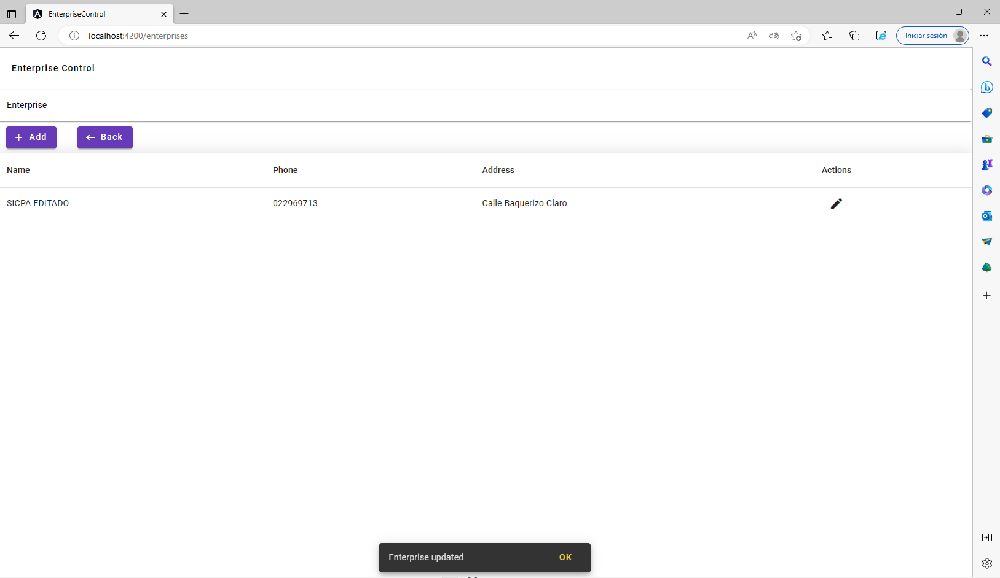 EnterpriseControl
localhost:4200/enterprises
Iniciar sesión
Enterprise Control
Enterprise
Add Back
Name Phone Address Actions
SICPA EDITADO 022969713 Calle Baquerizo Claro
Enterprise updated OK